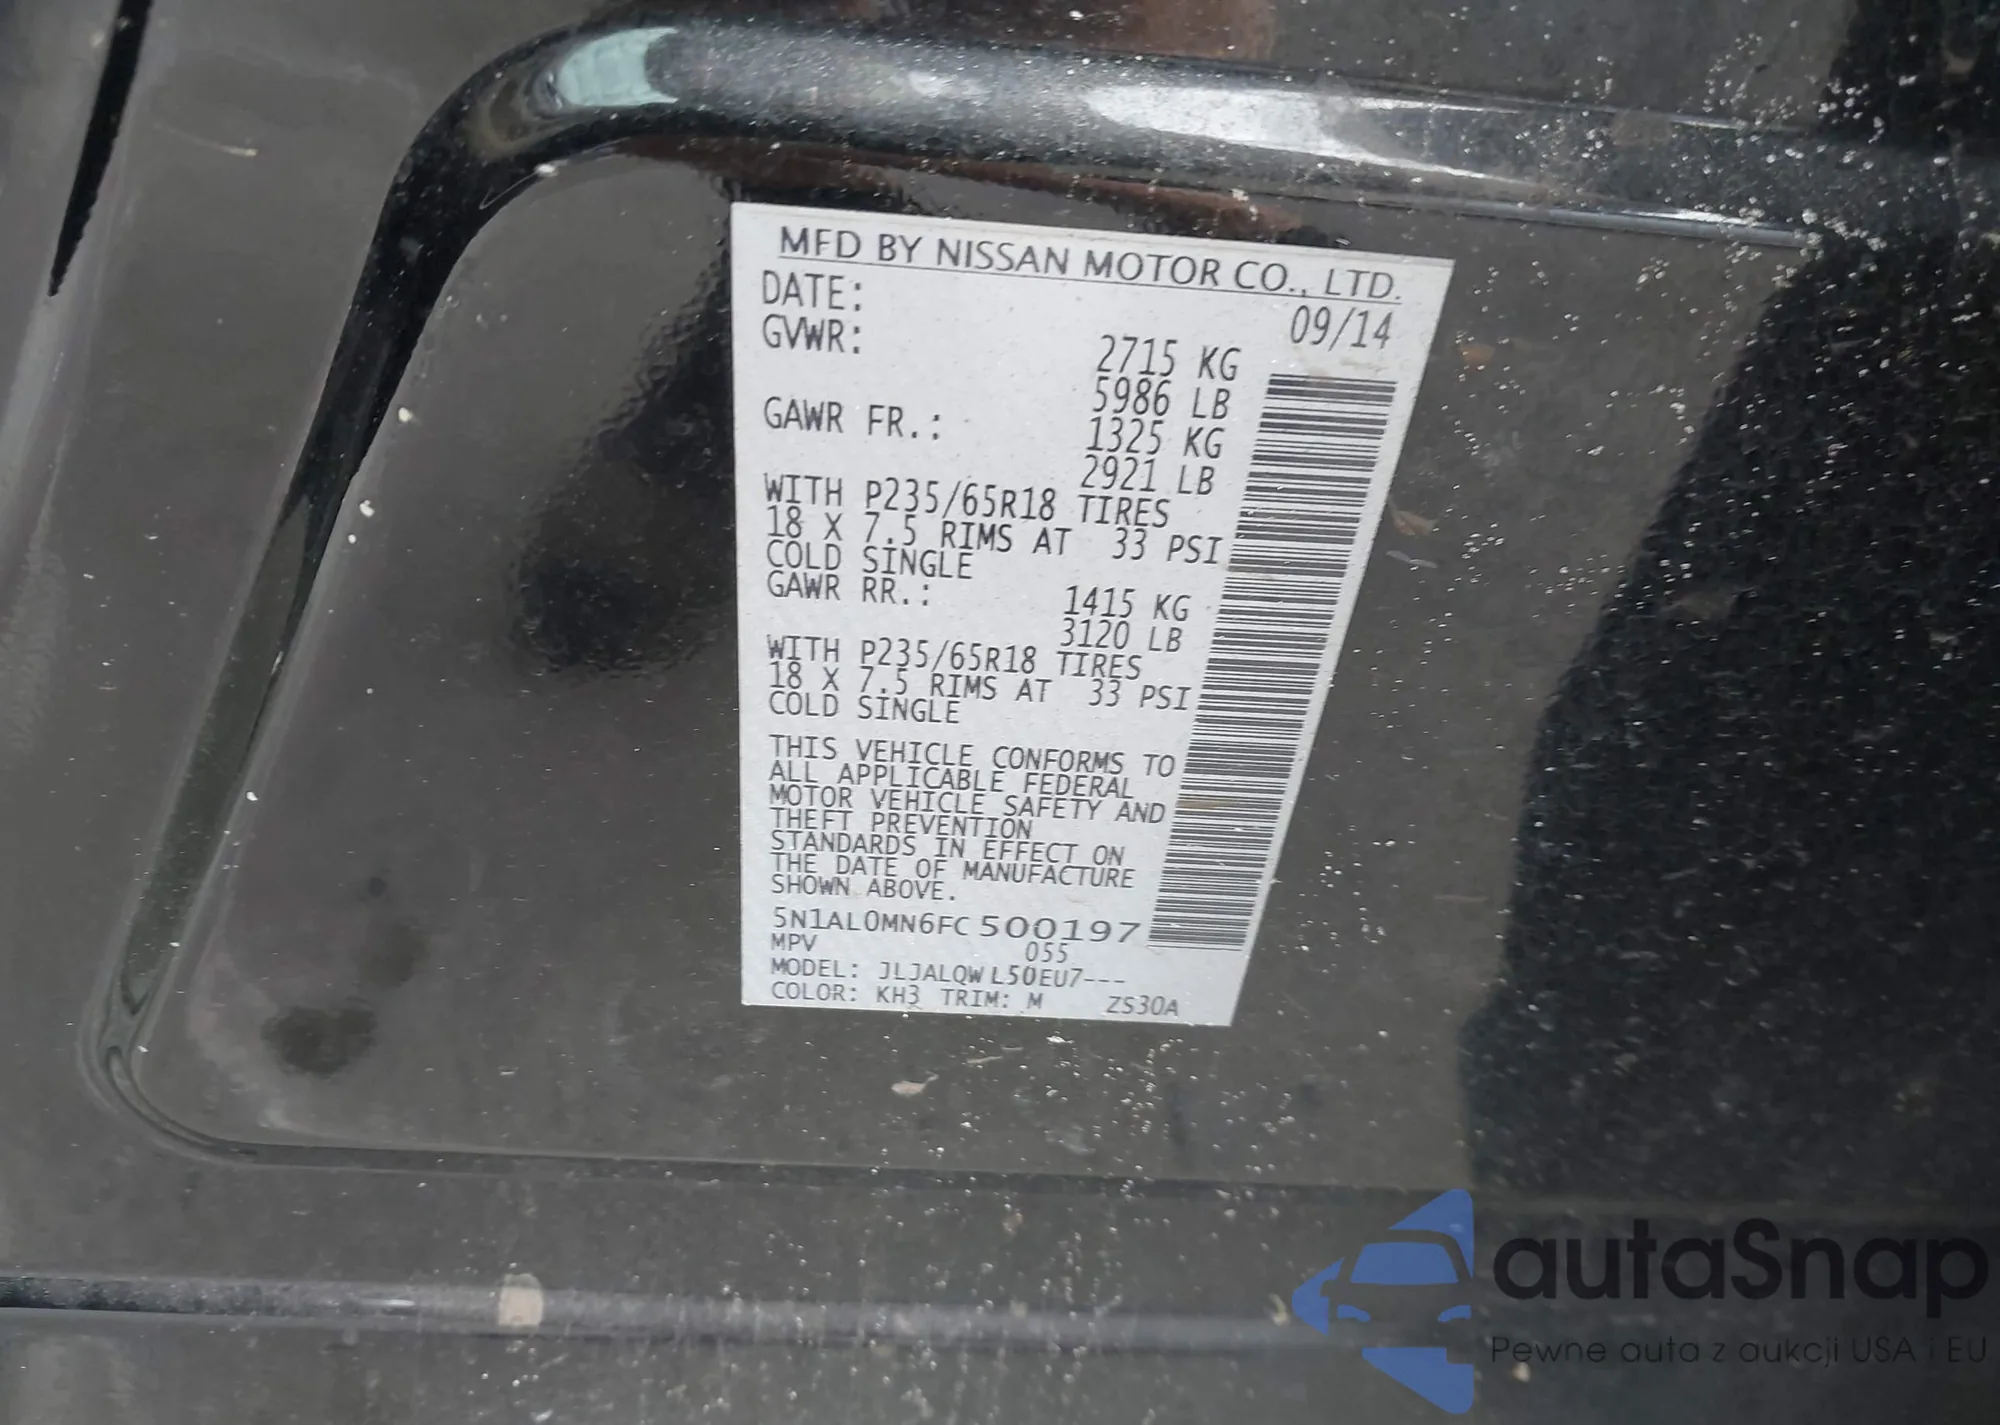 MFD BY NISSAN MOTOR CO., LTD.
DATE: 09/14
GVWR: 2715 KG
5986 LB
GAWR FR.: 1325 KG
2921 LB
WITH P235/65R18 TIRES
18 X 7.5 RIMS AT 33 PSI
COLD SINGLE
GAWR RR.: 1415 KG
3120 LB
WITH P235/65R18 TIRES
18 X 7.5 RIMS AT 33 PSI
COLD SINGLE
THIS VEHICLE CONFORMS TO
ALL APPLICABLE FEDERAL
MOTOR VEHICLE SAFETY AND
THEFT PREVENTION
STANDARDS IN EFFECT ON
THE DATE OF MANUFACTURE
SHOWN ABOVE.
5N1AL0MN6FC 500197
MPV 055
MODEL: JLJALQW L50EU7---
COLOR: KH3 TRIM: M ZS30A
autaSnap
Pewne auta z aukcji USA i EU